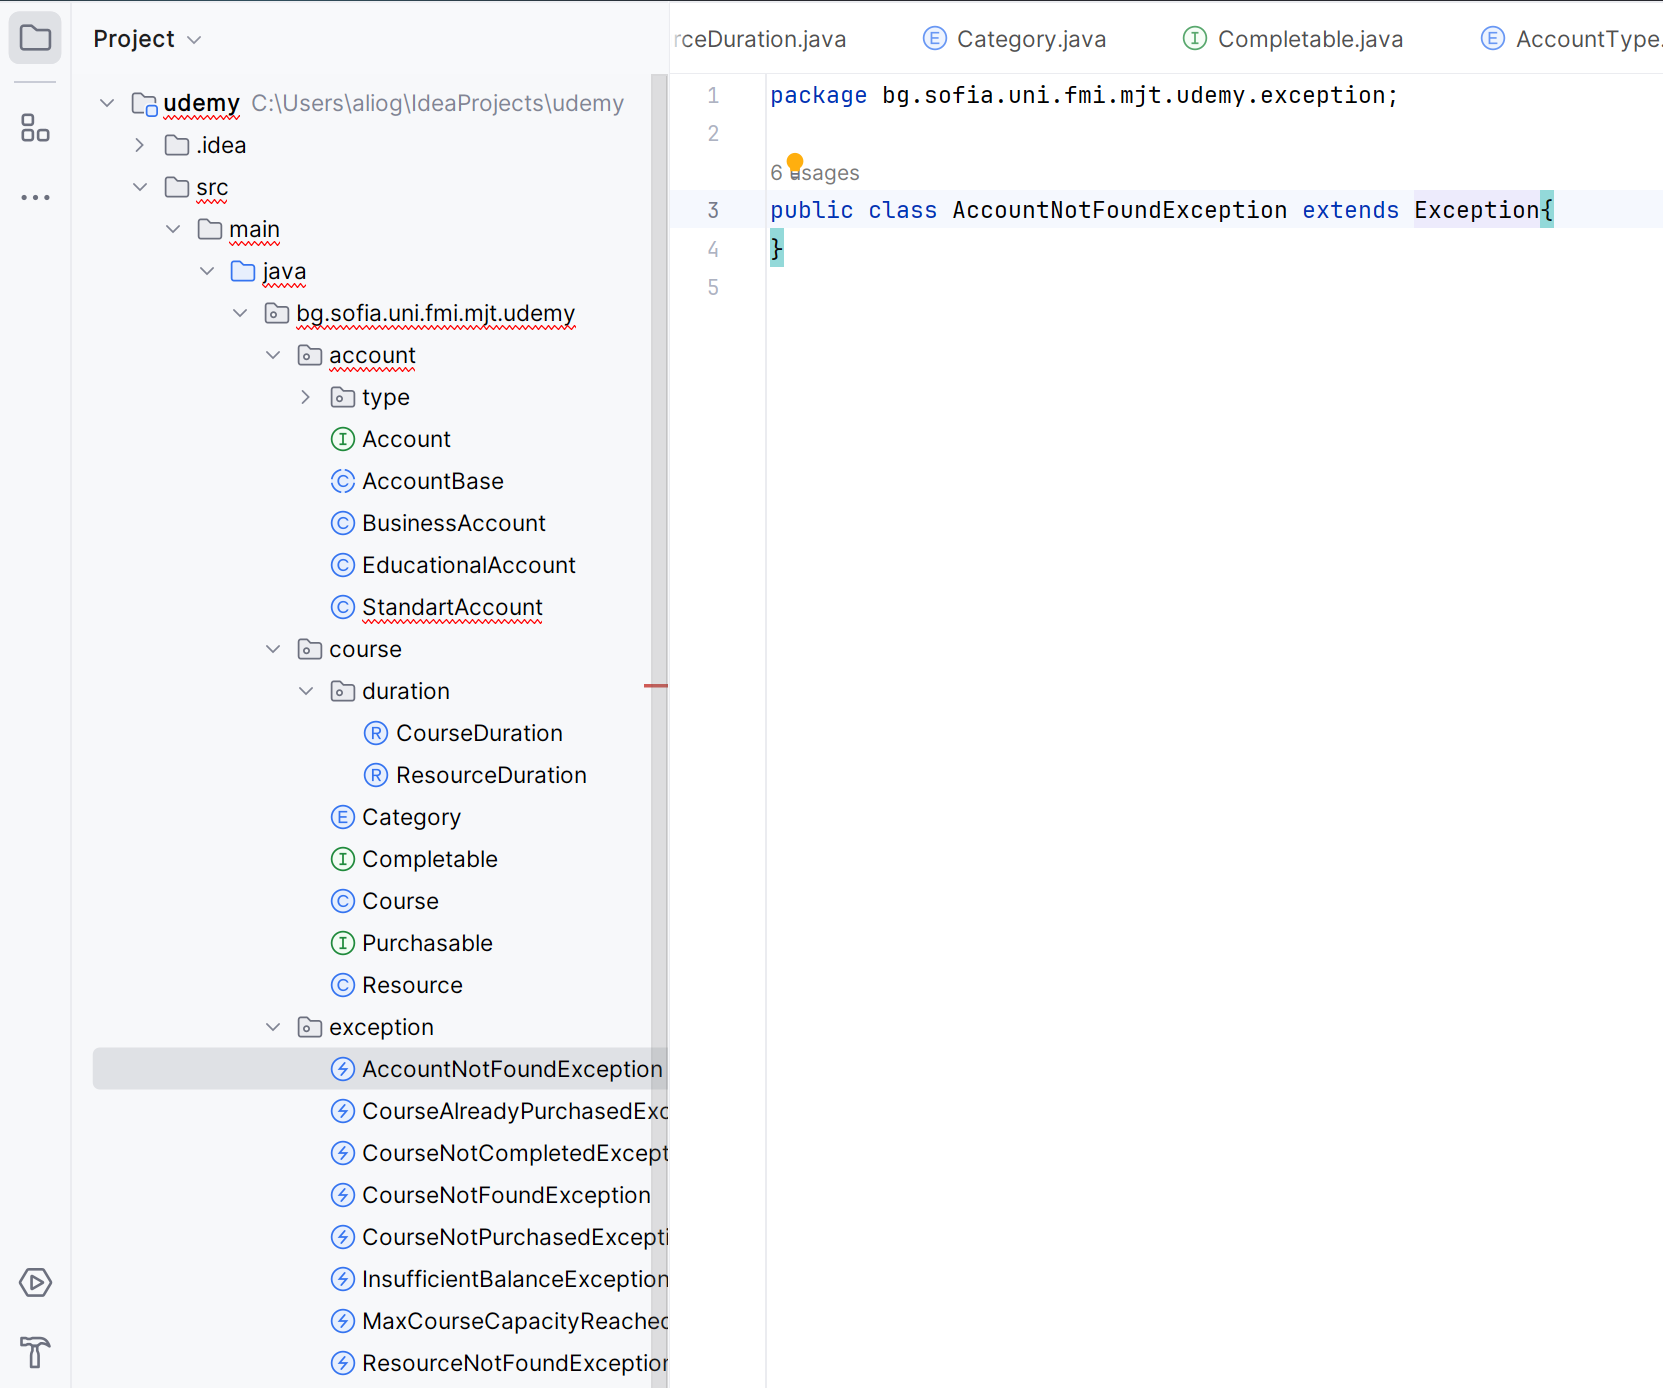 Project
udemy C:\Users\aliog\IdeaProjects\udemy
.idea
src
main
java
bg.sofia.uni.fmi.mjt.udemy
account
type
I Account
C AccountBase
C BusinessAccount
C EducationalAccount
C StandartAccount
course
duration
R CourseDuration
R ResourceDuration
E Category
I Completable
C Course
I Purchasable
C Resource
exception
AccountNotFoundException
CourseAlreadyPurchasedExc
CourseNotCompletedExcept
CourseNotFoundException
CourseNotPurchasedExcepti
InsufficientBalanceException
MaxCourseCapacityReached
ResourceNotFoundException
rceDuration.java E Category.java I Completable.java E AccountType.
1 package bg.sofia.uni.fmi.mjt.udemy.exception;
2
6 usages
3 public class AccountNotFoundException extends Exception{
4 }
5